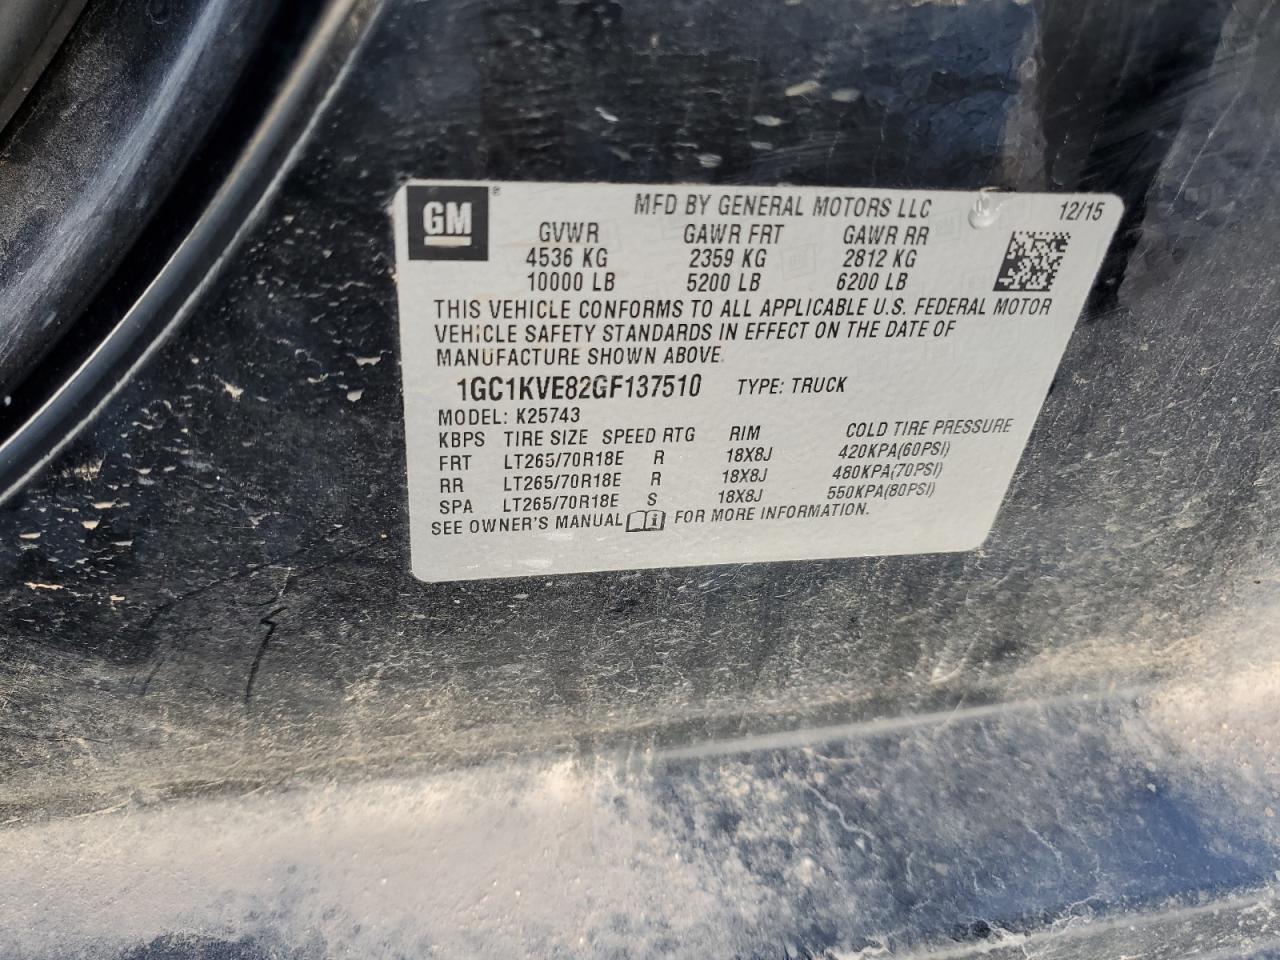 GM ® MFD BY GENERAL MOTORS LLC 12/15
GVWR GAWR FRT GAWR RR
4536 KG 2359 KG 2812 KG
10000 LB 5200 LB 6200 LB
THIS VEHICLE CONFORMS TO ALL APPLICABLE U.S. FEDERAL MOTOR
VEHICLE SAFETY STANDARDS IN EFFECT ON THE DATE OF
MANUFACTURE SHOWN ABOVE.
1GC1KVE82GF137510 TYPE: TRUCK
MODEL: K25743
KBPS TIRE SIZE SPEED RTG RIM COLD TIRE PRESSURE
FRT LT265/70R18E R 18X8J 420KPA(60PSI)
RR LT265/70R18E R 18X8J 480KPA(70PSI)
SPA LT265/70R18E S 18X8J 550KPA(80PSI)
SEE OWNER'S MANUAL FOR MORE INFORMATION.